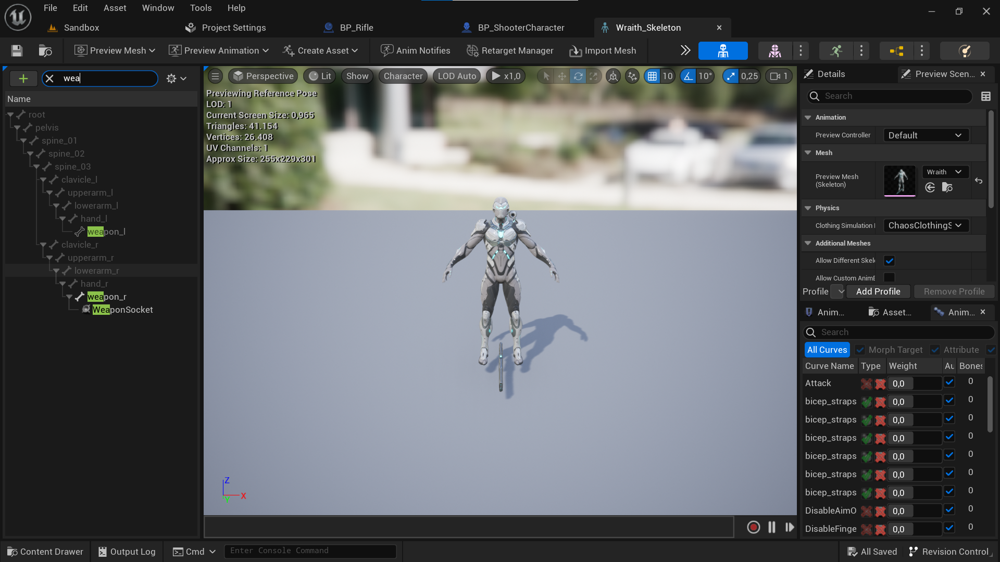 File Edit Asset Window Tools Help
Sandbox Project Settings BP_Rifle BP_ShooterCharacter Wraith_Skeleton
Preview Mesh Preview Animation Create Asset Anim Notifies Retarget Manager Import Mesh
wea
Name
root
pelvis
spine_01
spine_02
spine_03
clavicle_l
upperarm_l
lowerarm_l
hand_l
weapon_l
clavicle_r
upperarm_r
lowerarm_r
hand_r
weapon_r
WeaponSocket
Perspective Lit Show Character LOD Auto x1,0 10 10° 0,25 1
Previewing Reference Pose
LOD: 1
Current Screen Size: 0,965
Triangles: 41.154
Vertices: 26.408
UV Channels: 1
Approx Size: 255x229x301
Z
X
Y
Details Preview Scen...
Search
Animation
Preview Controller Default
Mesh
Preview Mesh
(Skeleton)
Wraith
Physics
Clothing Simulation ChaosClothingS
Additional Meshes
Allow Different Skel
Allow Custom Anim
Profile Add Profile Remove Profile
Anim... Asset... Anim...
Search
All Curves Morph Target Attribute
Curve Name Type Weight Au Bones
Attack 0,0 0
bicep_straps 0,0 0
bicep_straps 0,0 0
bicep_straps 0,0 0
bicep_straps 0,0 0
bicep_straps 0,0 0
bicep_straps 0,0 0
DisableAimO 0,0 0
DisableFinge 0,0 0
Content Drawer Output Log Cmd Enter Console Command All Saved Revision Control